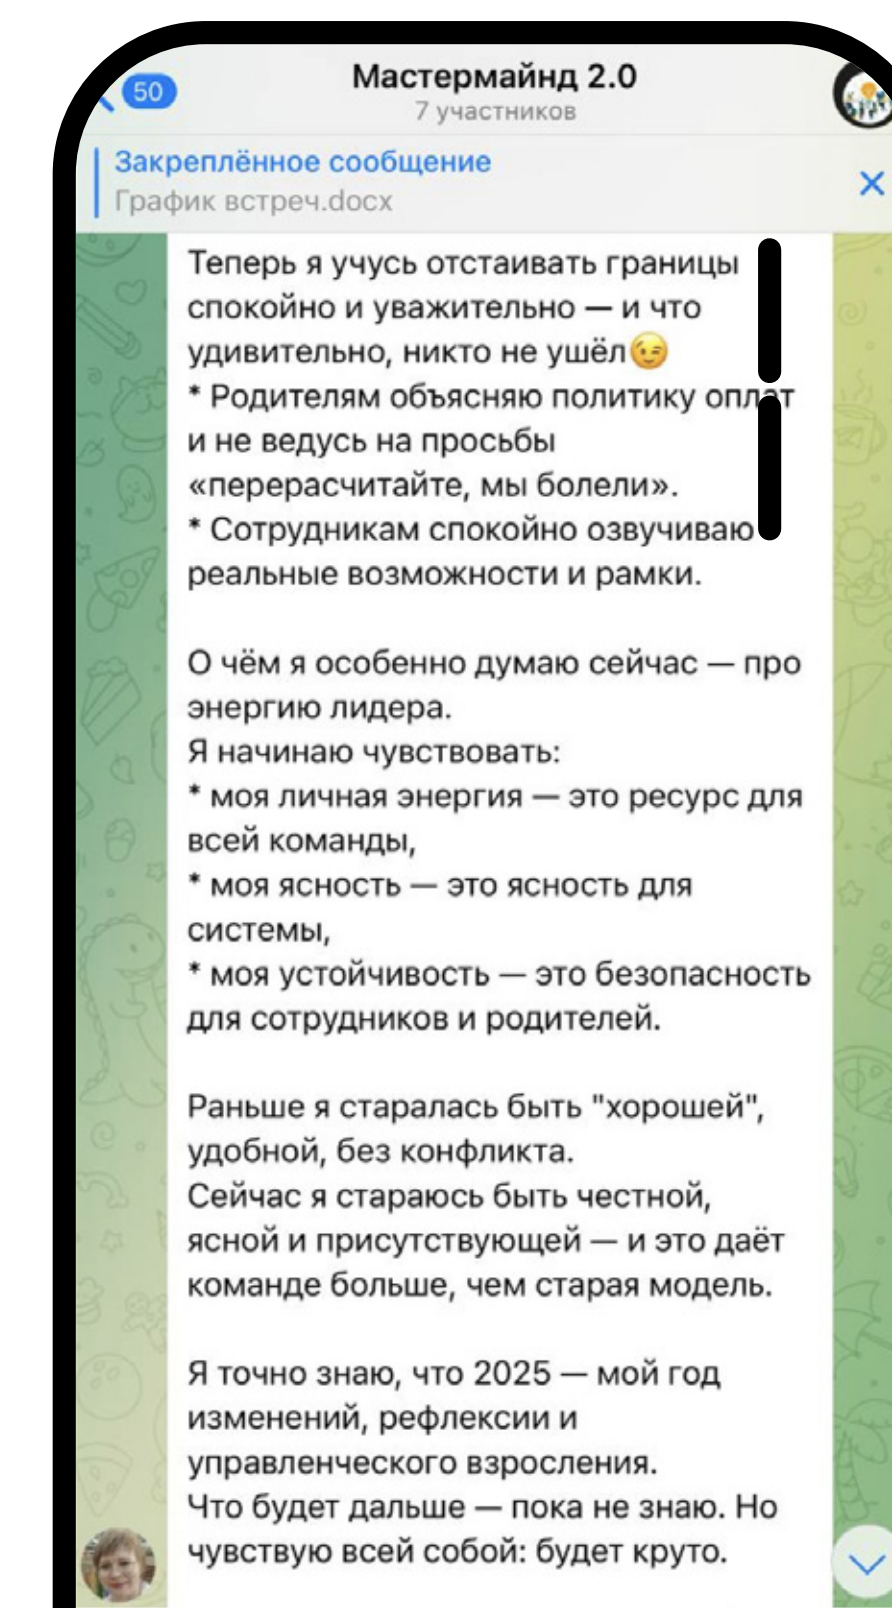 50
Мастермайнд 2.0
7 участников
Закреплённое сообщение
График встреч.docx
Теперь я учусь отстаивать границы
спокойно и уважительно — и что
удивительно, никто не ушёл😉
* Родителям объясняю политику оплат
и не ведусь на просьбы
«перерасчитайте, мы болели».
* Сотрудникам спокойно озвучиваю
реальные возможности и рамки.
О чём я особенно думаю сейчас — про
энергию лидера.
Я начинаю чувствовать:
* моя личная энергия — это ресурс для
всей команды,
* моя ясность — это ясность для
системы,
* моя устойчивость — это безопасность
для сотрудников и родителей.
Раньше я старалась быть "хорошей",
удобной, без конфликта.
Сейчас я стараюсь быть честной,
ясной и присутствующей — и это даёт
команде больше, чем старая модель.
Я точно знаю, что 2025 — мой год
изменений, рефлексии и
управленческого взросления.
Что будет дальше — пока не знаю. Но
чувствую всей собой: будет круто.